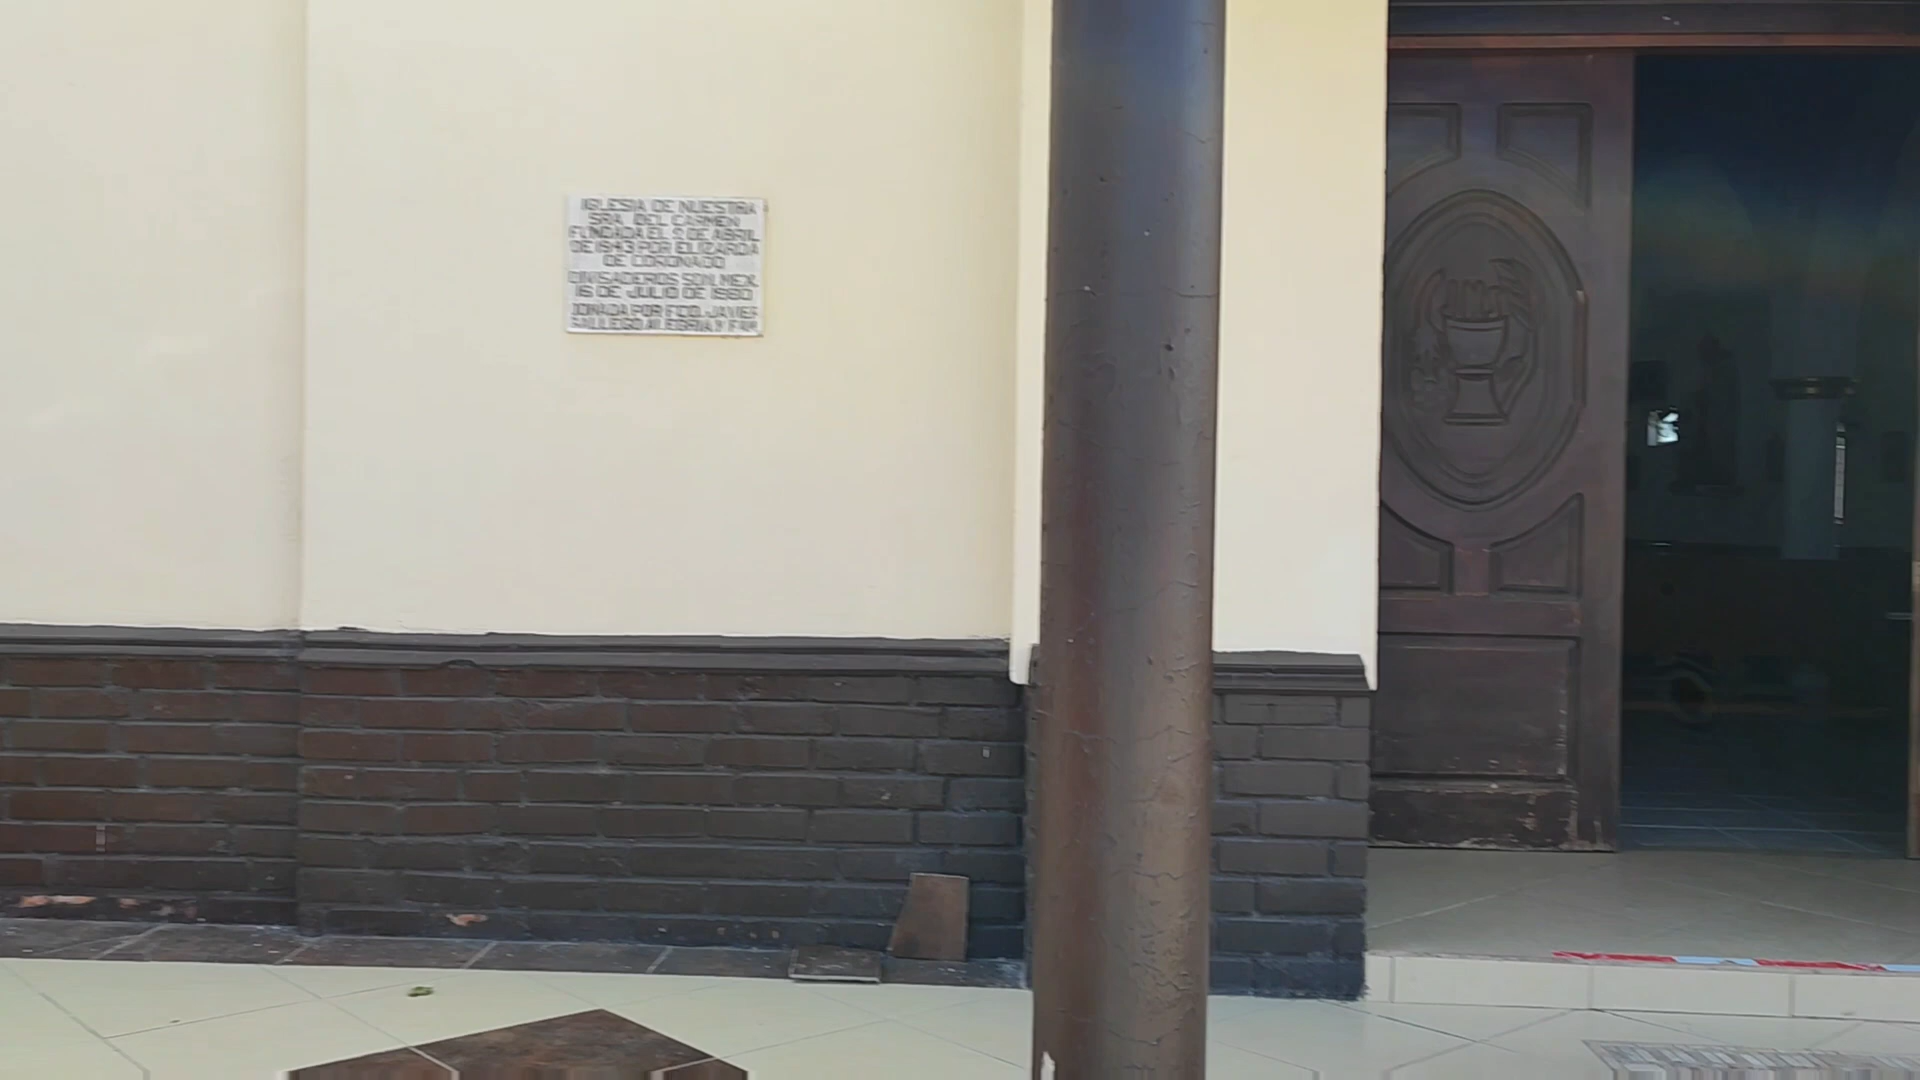 IGLESIA DE NUESTRA
SRA. DEL CARMEN
FUNDADA EL 2 DE ABRIL
DE 1943 POR ELIZARDA
DE CORONADO
DIVISADEROS SON. MEX.
16 DE JULIO DE 1980
DONADA POR FCO. JAVIER
GALLEGO ALEGRIA Y FAM